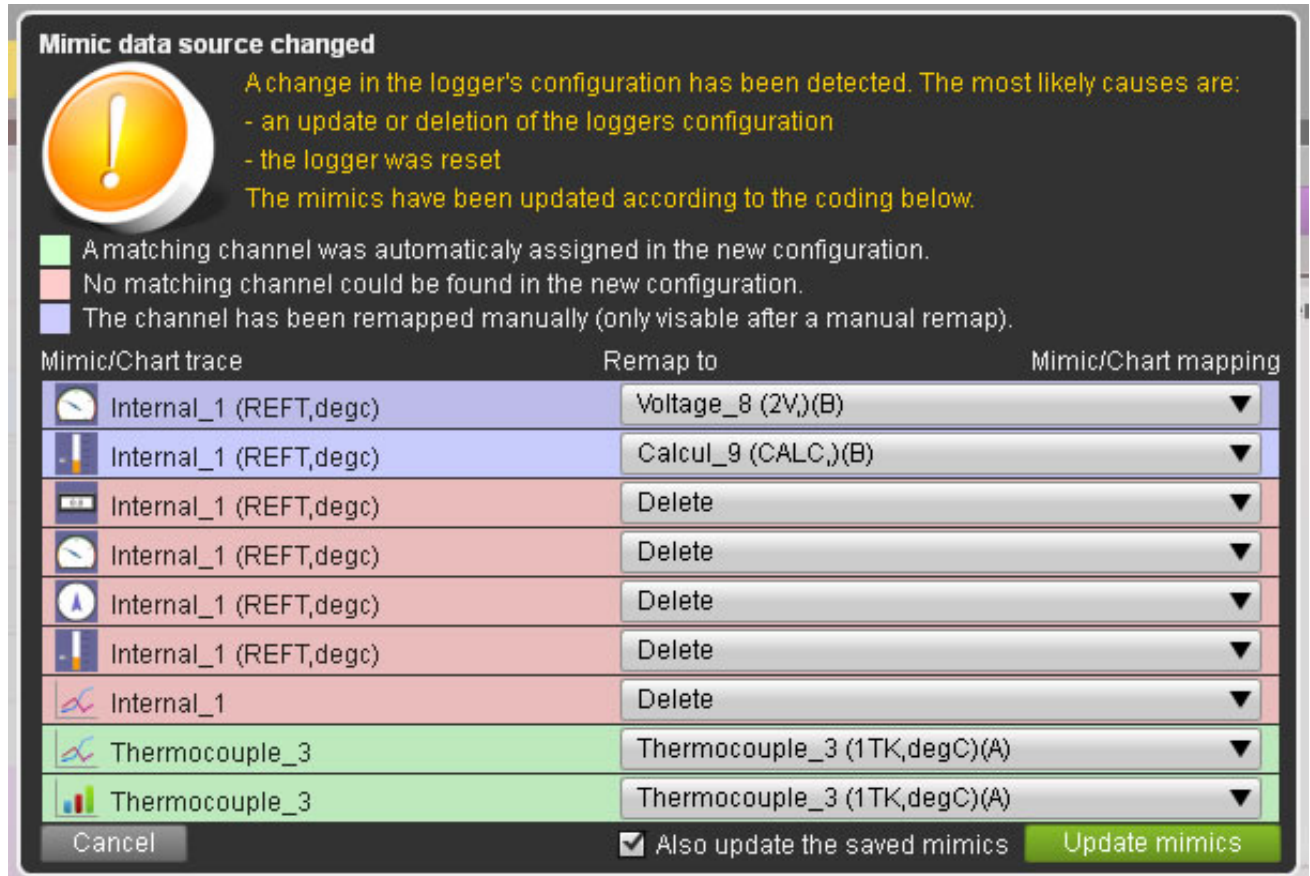 Mimic data source changed
A change in the logger's configuration has been detected. The most likely causes are:
- an update or deletion of the loggers configuration
- the logger was reset
The mimics have been updated according to the coding below.
A matching channel was automaticaly assigned in the new configuration.
No matching channel could be found in the new configuration.
The channel has been remapped manually (only visable after a manual remap).
Mimic/Chart trace Remap to Mimic/Chart mapping
Internal_1 (REFT,degc) Voltage_8 (2V,)(B)
Internal_1 (REFT,degc) Calcul_9 (CALC,)(B)
Internal_1 (REFT,degc) Delete
Internal_1 (REFT,degc) Delete
Internal_1 (REFT,degc) Delete
Internal_1 (REFT,degc) Delete
Internal_1 Delete
Thermocouple_3 Thermocouple_3 (1TK,degC)(A)
Thermocouple_3 Thermocouple_3 (1TK,degC)(A)
Cancel Also update the saved mimics Update mimics